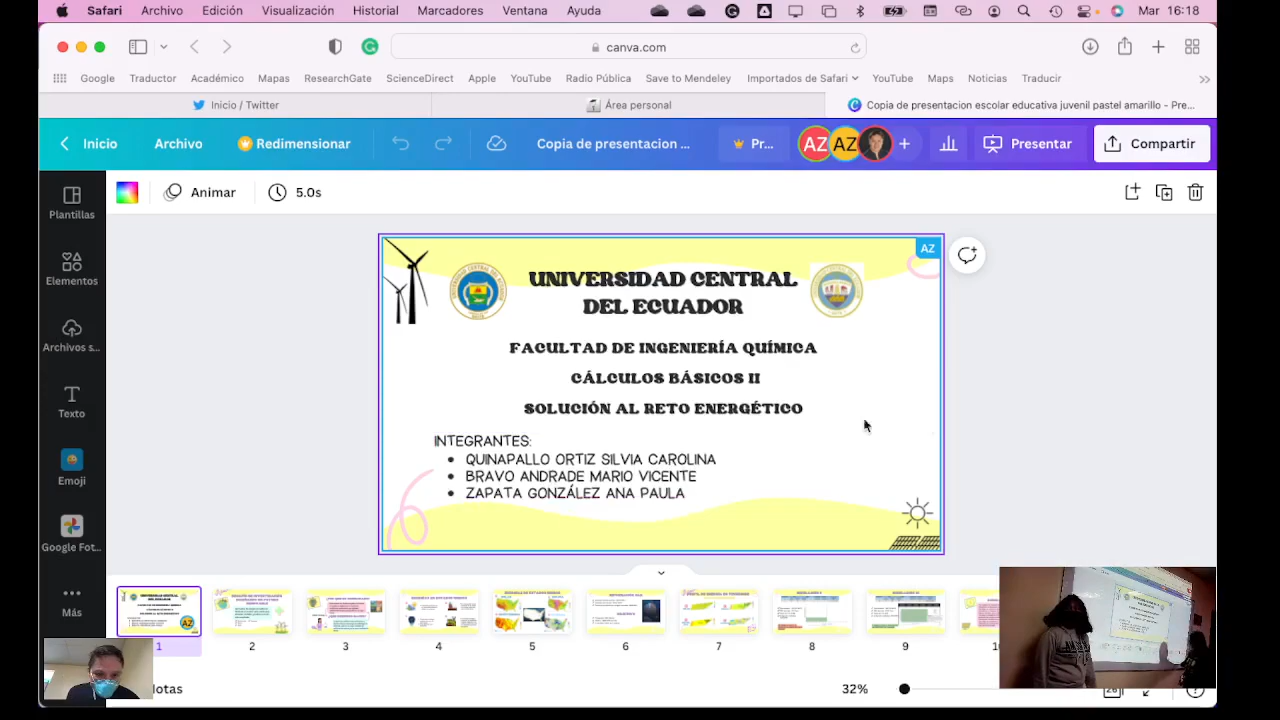 Safari Archivo Edición Visualización Historial Marcadores Ventana Ayuda Mar 16:18
canva.com
Google Traductor Académico Mapas ResearchGate ScienceDirect Apple YouTube Radio Pública Save to Mendeley Importados de Safari YouTube Maps Noticias Traducir
Inicio / Twitter Área personal Copia de presentacion escolar educativa juvenil pastel amarillo - Pre...
Inicio Archivo Redimensionar Copia de presentacion ... Pr... AZ AZ + Presentar Compartir
Plantillas
Elementos
Archivos s...
Texto
Emoji
Google Fot...
Más
Animar 5.0s
AZ
UNIVERSIDAD CENTRAL
DEL ECUADOR
FACULTAD DE INGENIERÍA QUÍMICA
CÁLCULOS BÁSICOS II
SOLUCIÓN AL RETO ENERGÉTICO
INTEGRANTES:
• QUINAPALLO ORTIZ SILVIA CAROLINA
• BRAVO ANDRADE MARIO VICENTE
• ZAPATA GONZÁLEZ ANA PAULA
AZ
1 2 3 4 5 6 7 8 9
lotas 32%